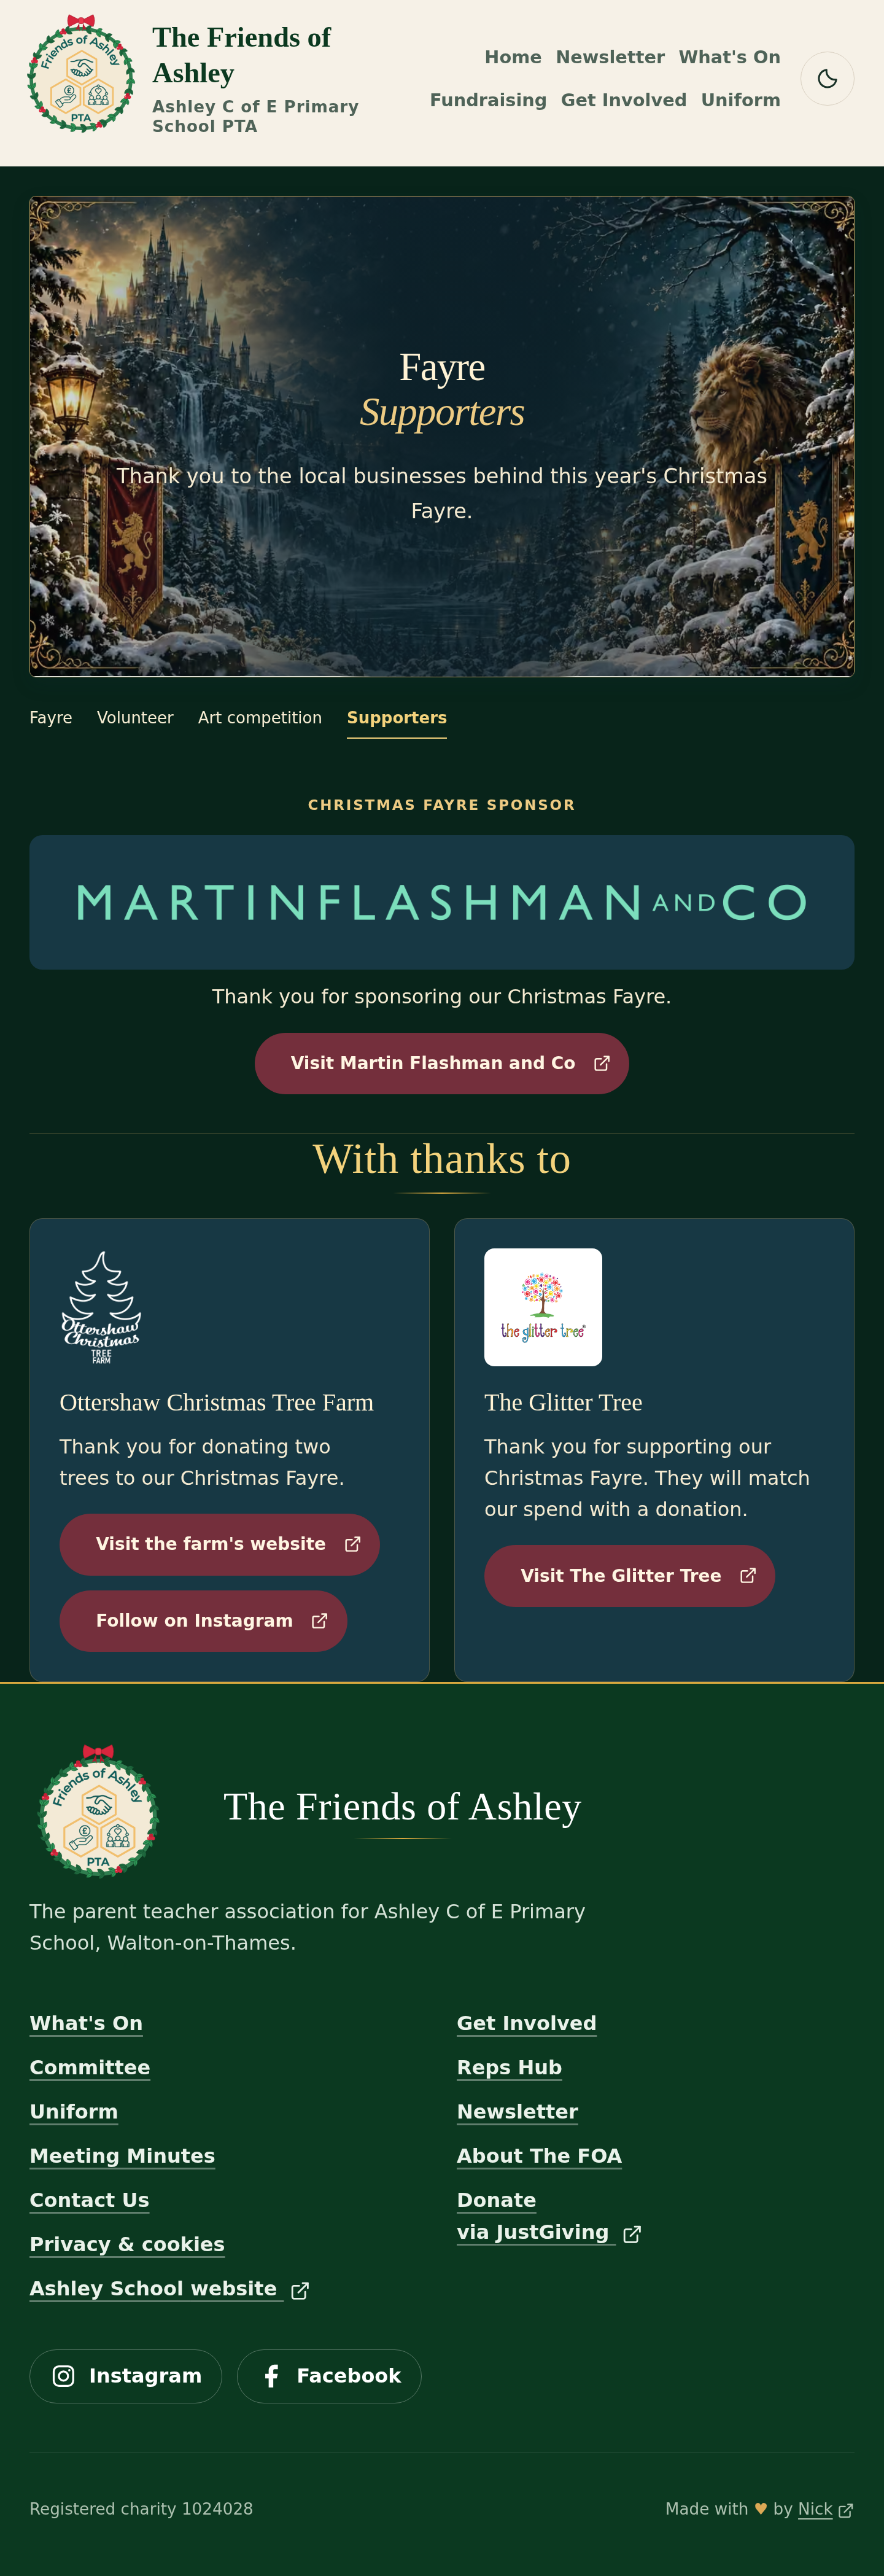 Friends of Ashley
PTA
The Friends of
Ashley
Ashley C of E Primary
School PTA
Home Newsletter What's On
Fundraising Get Involved Uniform
Fayre
Supporters
Thank you to the local businesses behind this year's Christmas
Fayre.
Fayre Volunteer Art competition Supporters
CHRISTMAS FAYRE SPONSOR
MARTINFLASHMANANDCO
Thank you for sponsoring our Christmas Fayre.
Visit Martin Flashman and Co
With thanks to
Ottershaw
Christmas
TREE
FARM
Ottershaw Christmas Tree Farm
Thank you for donating two
trees to our Christmas Fayre.
Visit the farm's website
Follow on Instagram
the glitter tree
The Glitter Tree
Thank you for supporting our
Christmas Fayre. They will match
our spend with a donation.
Visit The Glitter Tree
Friends of Ashley
£
PTA
The Friends of Ashley
The parent teacher association for Ashley C of E Primary
School, Walton-on-Thames.
What's On
Committee
Uniform
Meeting Minutes
Contact Us
Privacy & cookies
Ashley School website
Get Involved
Reps Hub
Newsletter
About The FOA
Donate
via JustGiving
Instagram
Facebook
Registered charity 1024028
Made with ♥ by Nick